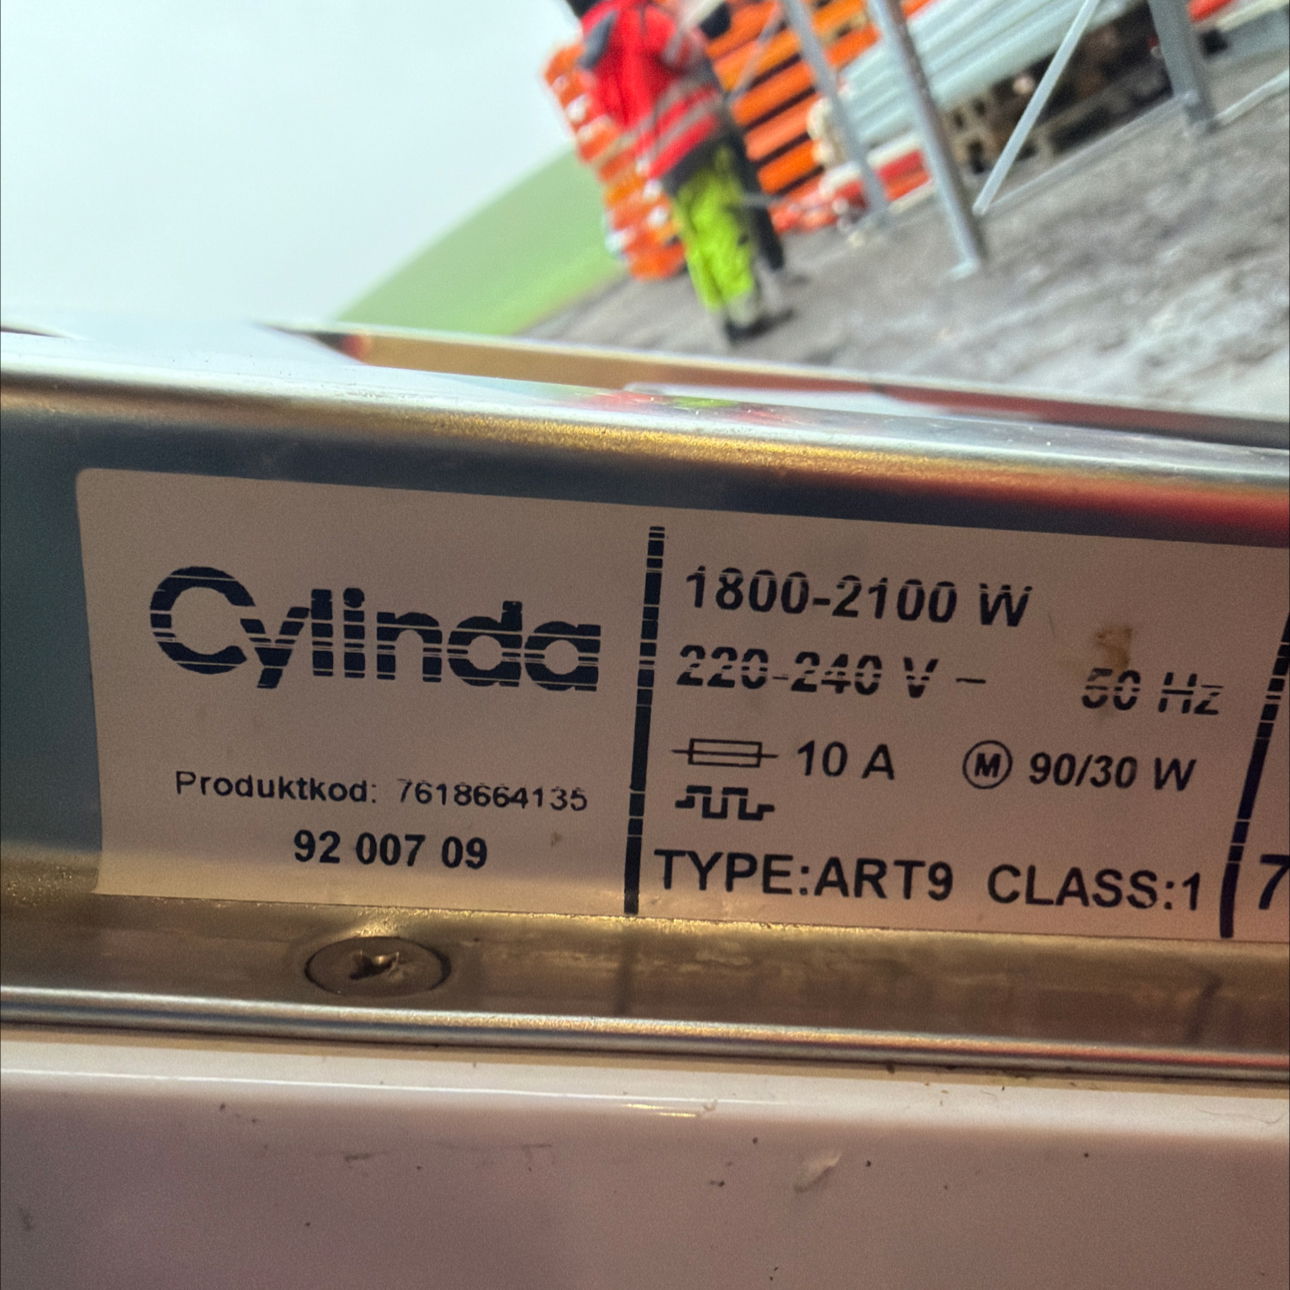 Cylinda
Produktkod: 7618664135
92 007 09
1800-2100 W
220-240 V ~ 50 Hz
10 A M 90/30 W
TYPE:ART9 CLASS:1
7